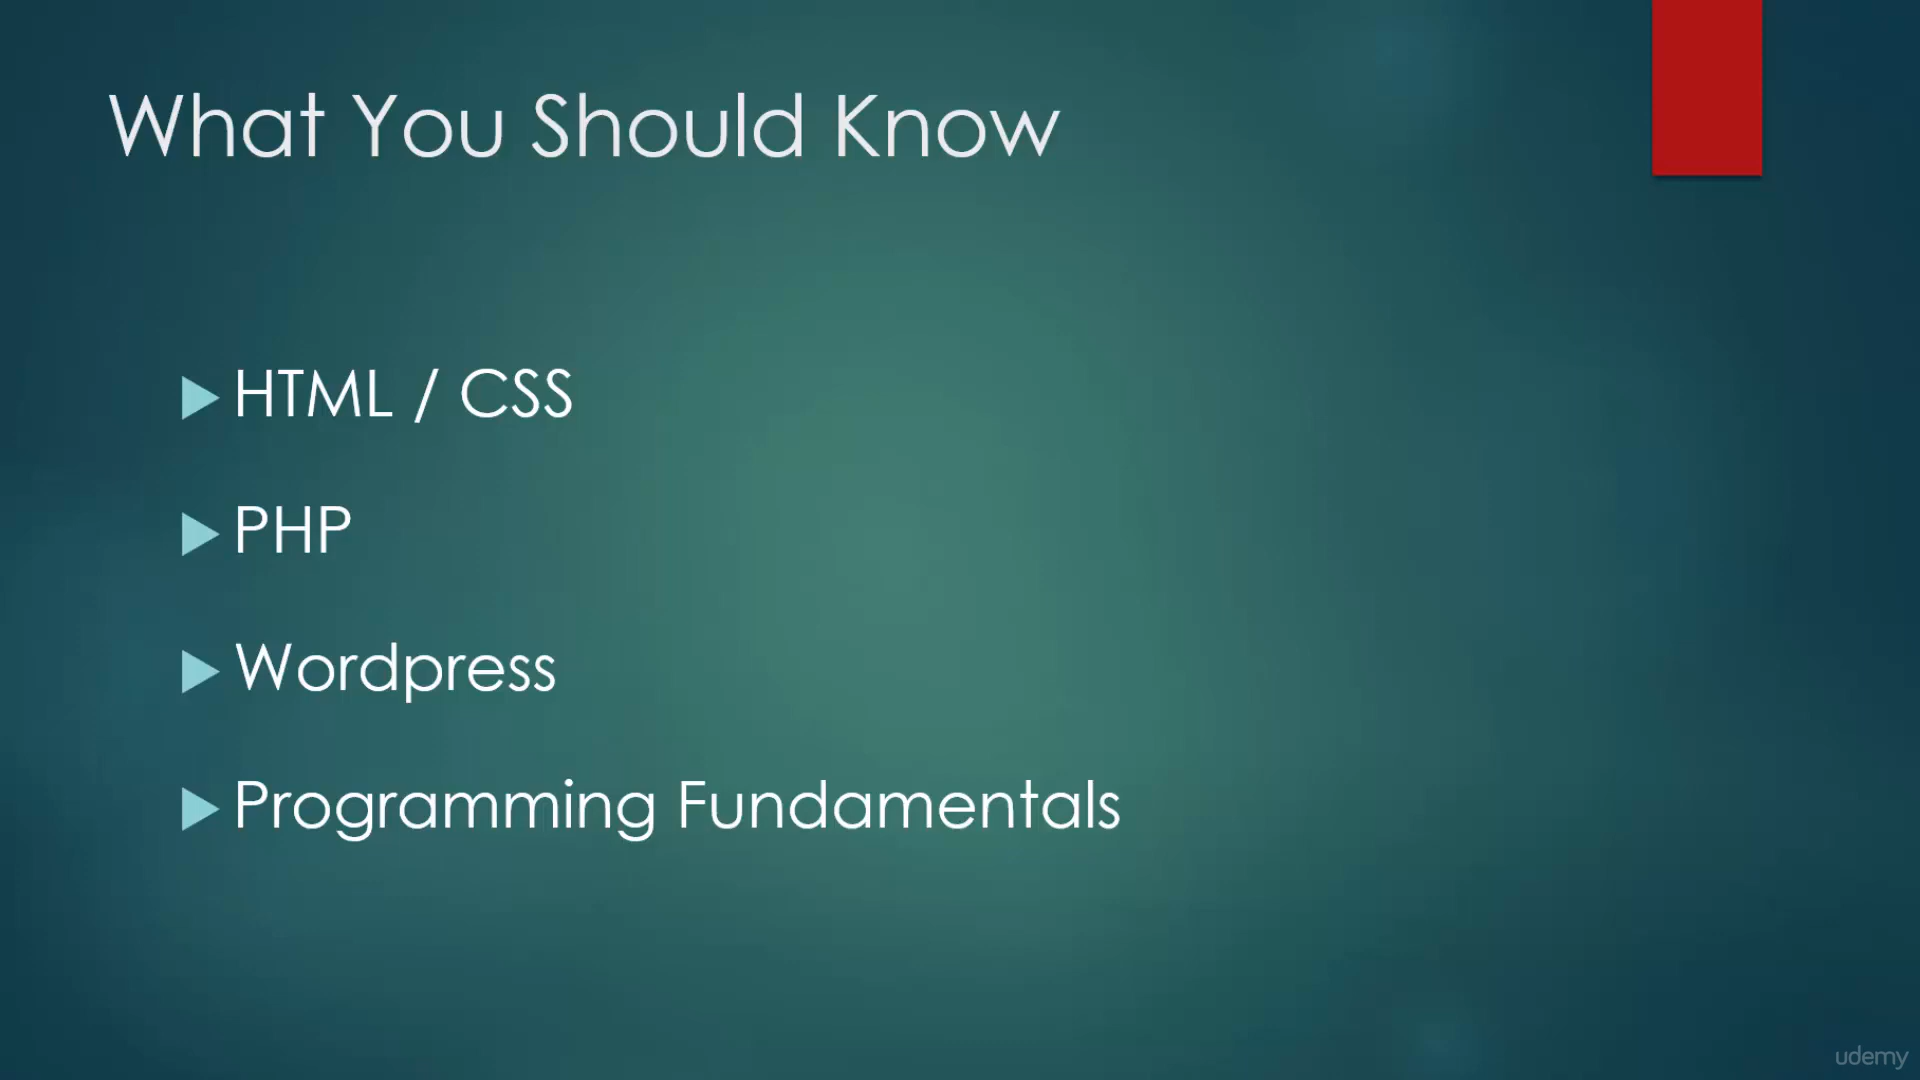 What You Should Know
HTML / CSS
PHP
Wordpress
Programming Fundamentals
udemy